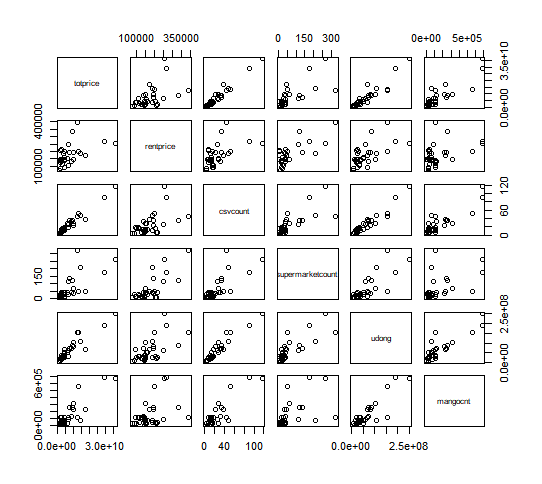 100000 350000 0 150 300 0e+00 5e+05
totprice
0.0e+00 3.5e+10
100000 400000
rentprice
csvcount
0 60 120
0 150
supermarketcount
udong
0.0e+00 2.5e+08
0e+00 6e+05
mangocnt
0.0e+00 3.0e+10 0 40 100 0.0e+00 2.5e+08